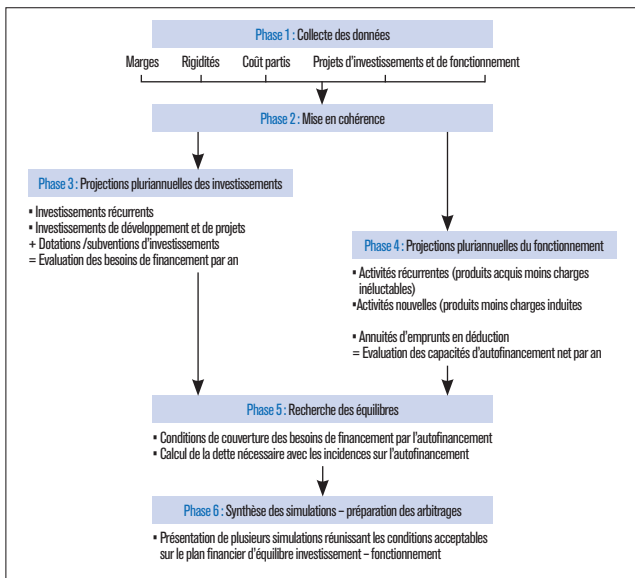 Phase 1 : Collecte des données
Marges Rigidités Coût partis Projets d'investissements et de fonctionnement
Phase 2 : Mise en cohérence
Phase 3 : Projections pluriannuelles des investissements
▪ Investissements récurrents
▪ Investissements de développement et de projets
+ Dotations /subventions d'investissements
= Evaluation des besoins de financement par an
Phase 4 : Projections pluriannuelles du fonctionnement
▪ Activités récurrentes (produits acquis moins charges
inéluctables)
▪Activités nouvelles (produits moins charges induites
▪ Annuités d'emprunts en déduction
= Evaluation des capacités d'autofinancement net par an
Phase 5 : Recherche des équilibres
▪ Conditions de couverture des besoins de financement par l'autofinancement
▪ Calcul de la dette nécessaire avec les incidences sur l'autofinancement
Phase 6 : Synthèse des simulations – préparation des arbitrages
▪ Présentation de plusieurs simulations réunissant les conditions acceptables
sur le plan financier d'équilibre investissement – fonctionnement